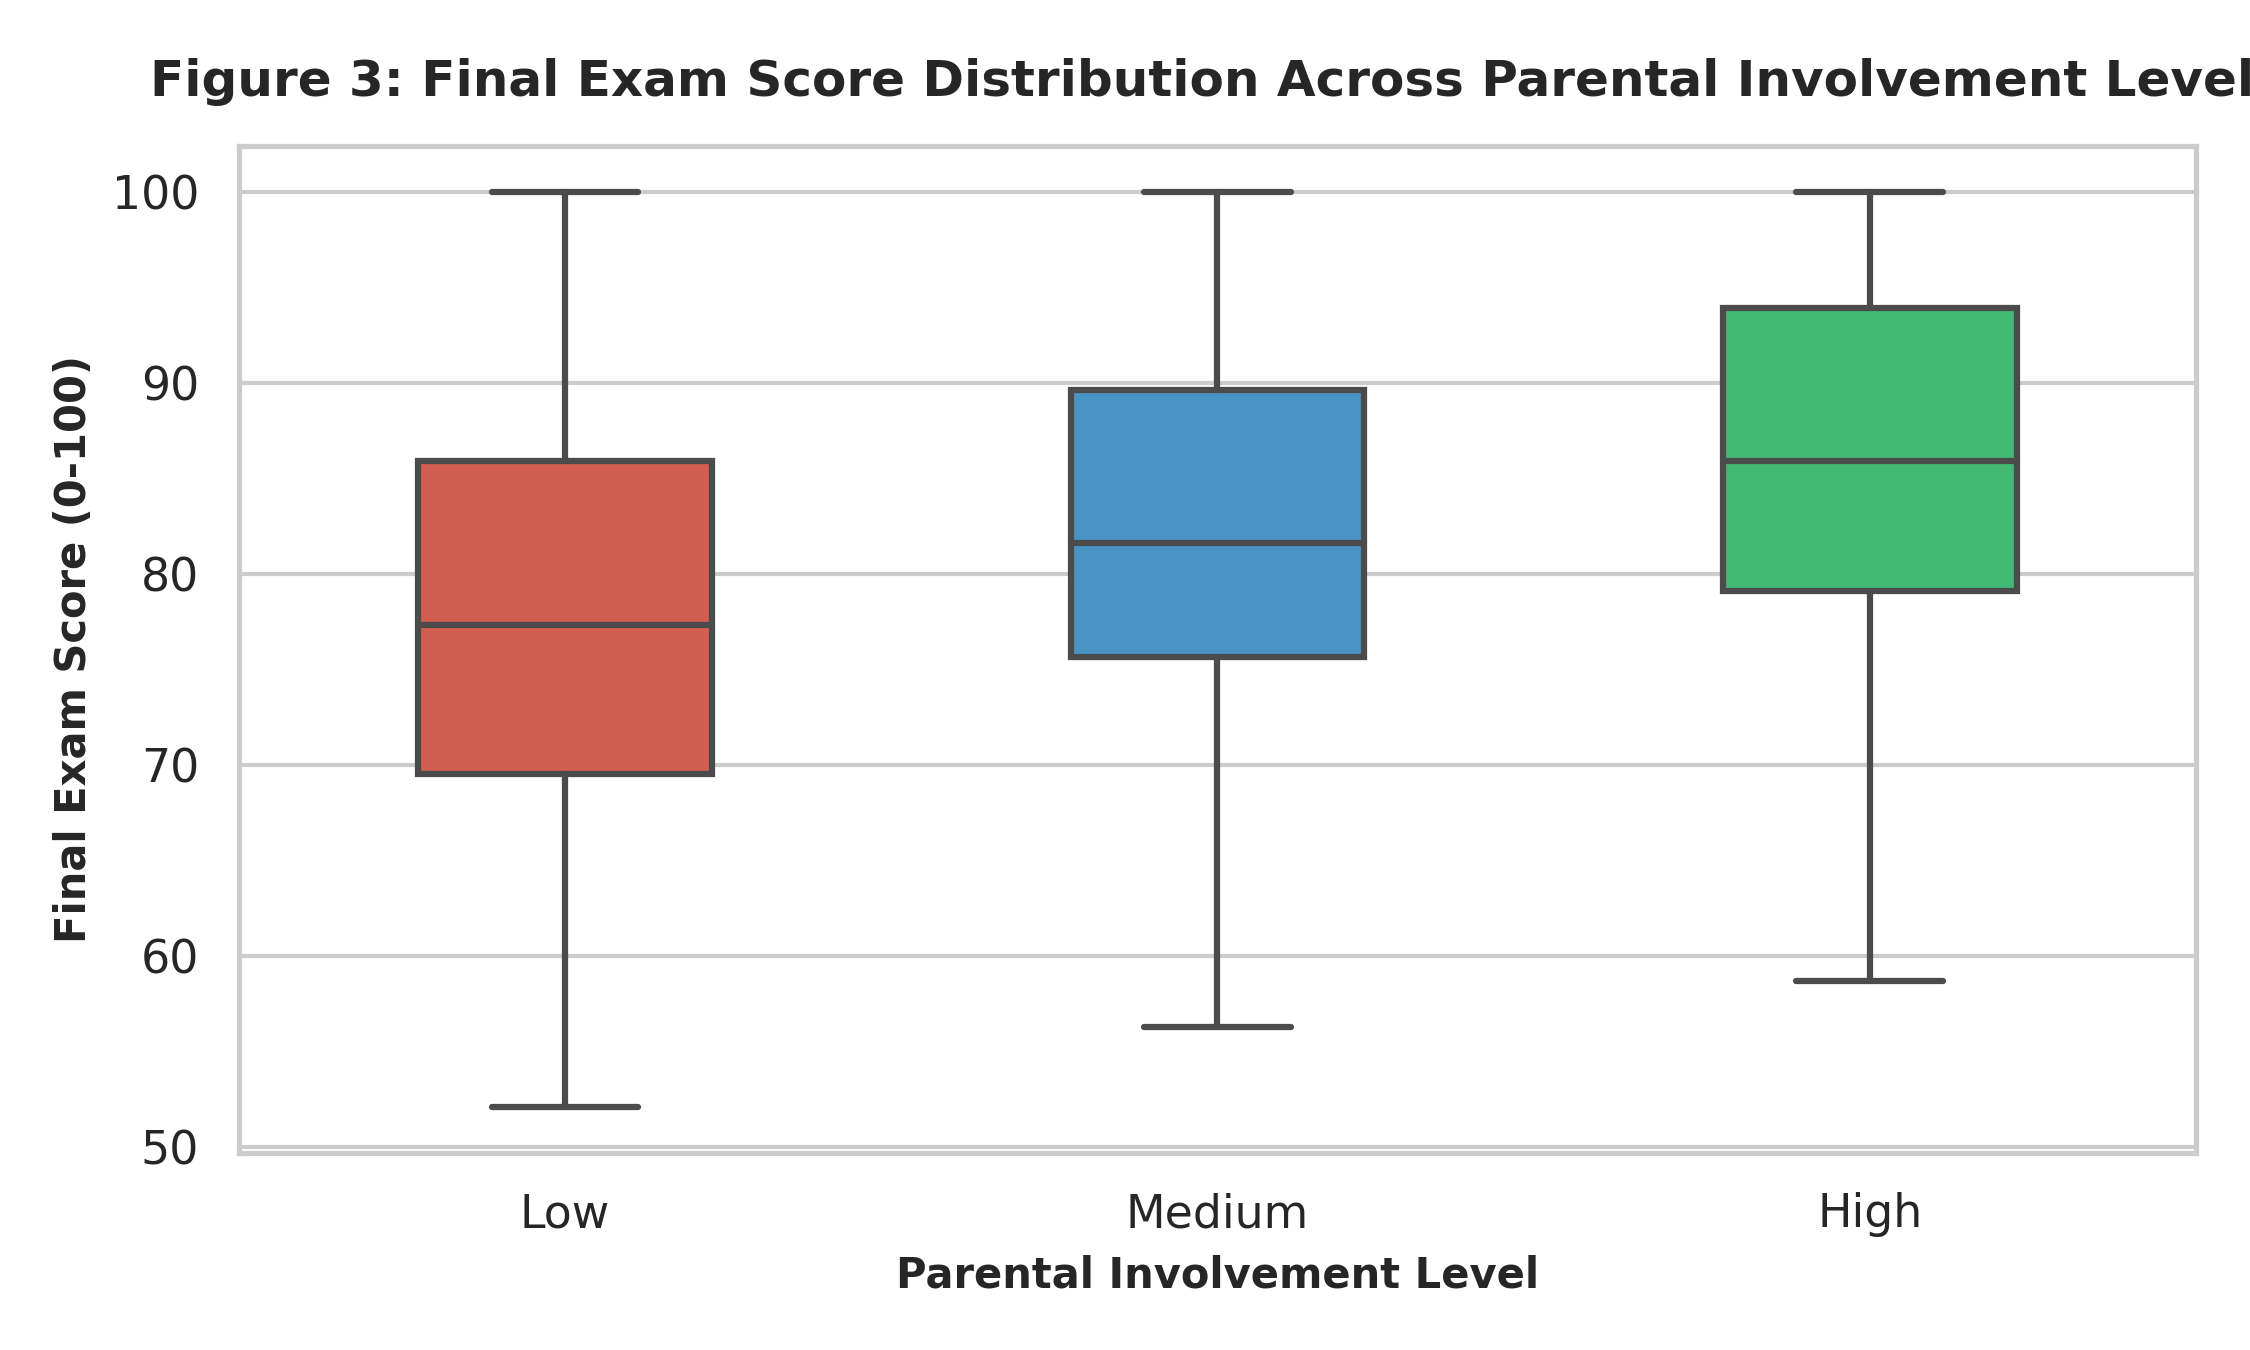 Figure 3: Final Exam Score Distribution Across Parental Involvement Level
100
90
80
70
60
50
Final Exam Score (0-100)
Low Medium High
Parental Involvement Level